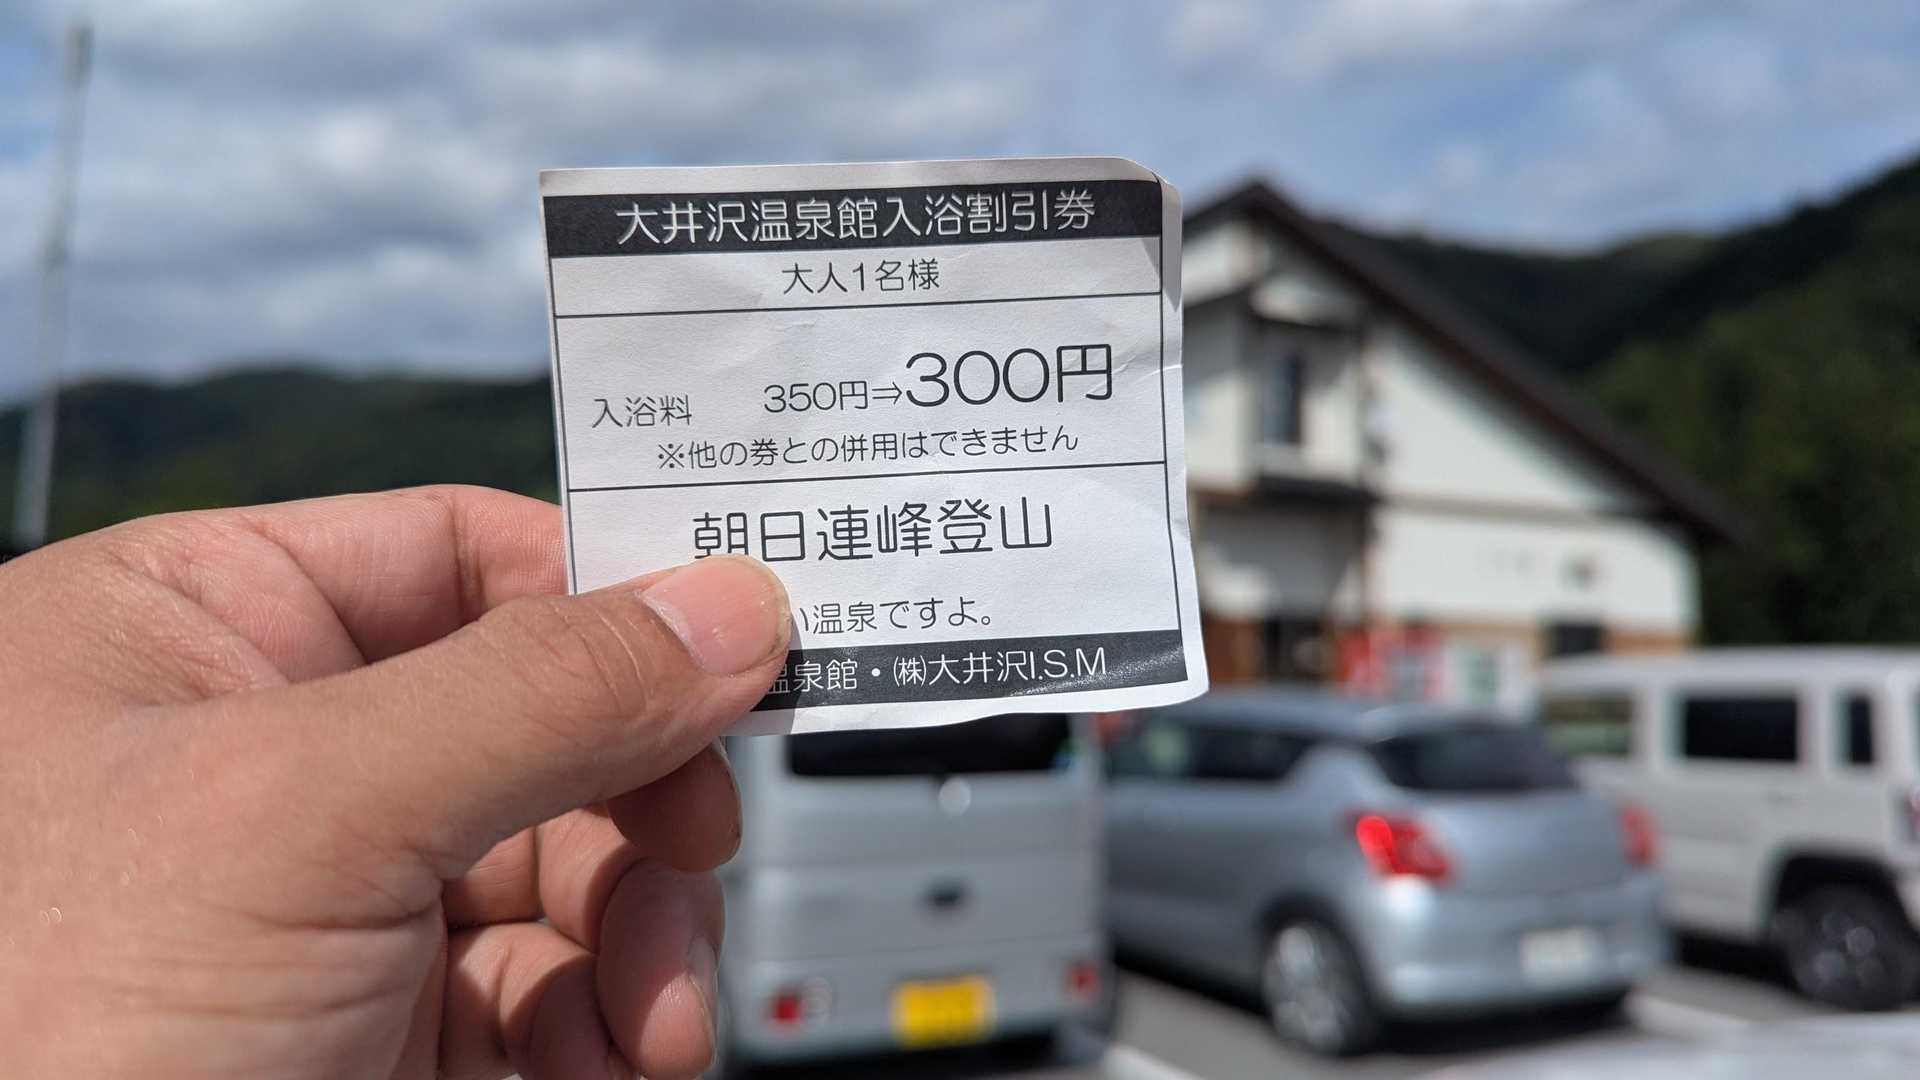 大井沢温泉館入浴割引券
大人1名様
入浴料 350円⇒300円
※他の券との併用はできません
朝日連峰登山
い温泉ですよ。
温泉館・㈱大井沢I.S.M